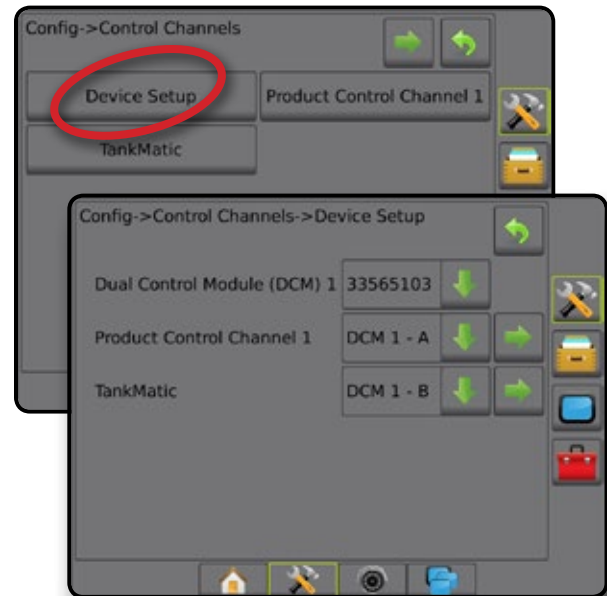 Config->Control Channels
Device Setup
Product Control Channel 1
TankMatic
Config->Control Channels->Device Setup
Dual Control Module (DCM) 1 33565103
Product Control Channel 1 DCM 1 - A
TankMatic DCM 1 - B